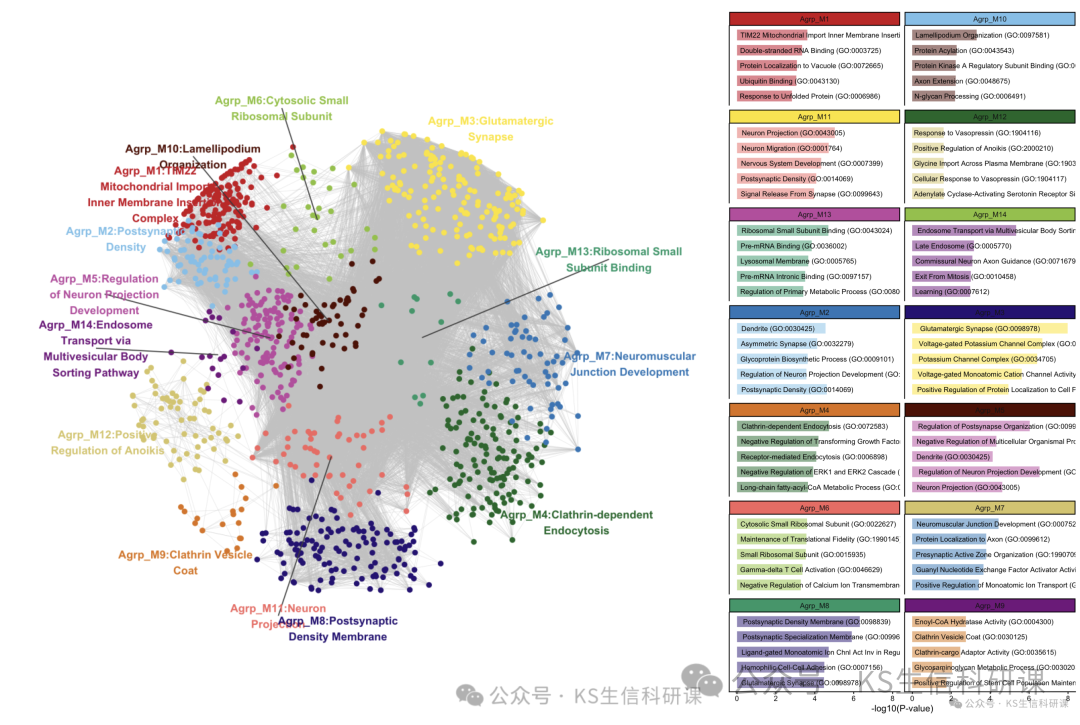 Agrp_M6:Cytosolic Small
Ribosomal Subunit
Agrp_M3:Glutamatergic
Synapse
Agrp_M10:Lamellipodium
Organization
Agrp_M1:TIM22
Mitochondrial Import
Inner Membrane Insertion
Complex
Agrp_M2:Postsynaptic
Density
Agrp_M13:Ribosomal Small
Subunit Binding
Agrp_M5:Regulation
of Neuron Projection
Development
Agrp_M14:Endosome
Transport via
Multivesicular Body
Sorting Pathway
Agrp_M7:Neuromuscular
Junction Development
Agrp_M12:Positive
Regulation of Anoikis
Agrp_M4:Clathrin-dependent
Endocytosis
Agrp_M9:Clathrin Vesicle
Coat
Agrp_M11:Neuron
Projection
Agrp_M8:Postsynaptic
Density Membrane
Agrp_M1
TIM22 Mitochondrial Import Inner Membrane Inserti
Double-stranded RNA Binding (GO:0003725)
Protein Localization to Vacuole (GO:0072665)
Ubiquitin Binding (GO:0043130)
Response to Unfolded Protein (GO:0006986)
Agrp_M10
Lamellipodium Organization (GO:0097581)
Protein Acylation (GO:0043543)
Protein Kinase A Regulatory Subunit Binding (GO:0
Axon Extension (GO:0048675)
N-glycan Processing (GO:0006491)
Agrp_M11
Neuron Projection (GO:0043005)
Neuron Migration (GO:0001764)
Nervous System Development (GO:0007399)
Postsynaptic Density (GO:0014069)
Signal Release From Synapse (GO:0099643)
Agrp_M12
Response to Vasopressin (GO:1904116)
Positive Regulation of Anoikis (GO:2000210)
Glycine Import Across Plasma Membrane (GO:1903
Cellular Response to Vasopressin (GO:1904117)
Adenylate Cyclase-Activating Serotonin Receptor Si
Agrp_M13
Ribosomal Small Subunit Binding (GO:0043024)
Pre-mRNA Binding (GO:0036002)
Lysosomal Membrane (GO:0005765)
Pre-mRNA Intronic Binding (GO:0097157)
Regulation of Primary Metabolic Process (GO:0080
Agrp_M14
Endosome Transport via Multivesicular Body Sortin
Late Endosome (GO:0005770)
Commissural Neuron Axon Guidance (GO:0071679
Exit From Mitosis (GO:0010458)
Learning (GO:0007612)
Agrp_M2
Dendrite (GO:0030425)
Asymmetric Synapse (GO:0032279)
Glycoprotein Biosynthetic Process (GO:0009101)
Regulation of Neuron Projection Development (GO:
Postsynaptic Density (GO:0014069)
Glutamatergic Synapse (GO:0098978)
Voltage-gated Potassium Channel Complex (GO:0
Potassium Channel Complex (GO:0034705)
Voltage-gated Monoatomic Cation Channel Activity
Positive Regulation of Protein Localization to Cell P
Agrp_M4
Clathrin-dependent Endocytosis (GO:0072583)
Negative Regulation of Transforming Growth Facto
Receptor-mediated Endocytosis (GO:0006898)
Negative Regulation of ERK1 and ERK2 Cascade (
Long-chain fatty-acyl-CoA Metabolic Process (GO:(
Regulation of Postsynapse Organization (GO:0099
Negative Regulation of Multicellular Organismal Pro
Dendrite (GO:0030425)
Regulation of Neuron Projection Development (GC
Neuron Projection (GO:0043005)
Agrp_M6
Cytosolic Small Ribosomal Subunit (GO:0022627)
Maintenance of Translational Fidelity (GO:1990145
Small Ribosomal Subunit (GO:0015935)
Gamma-delta T Cell Activation (GO:0046629)
Negative Regulation of Calcium Ion Transmembran
Agrp_M7
Neuromuscular Junction Development (GO:000752
Protein Localization to Axon (GO:0099612)
Presynaptic Active Zone Organization (GO:199070
Guanyl Nucleotide Exchange Factor Activator Activi
Positive Regulation of Monoatomic Ion Transport (G
Agrp_M8
Postsynaptic Density Membrane (GO:0098839)
Postsynaptic Specialization Membrane (GO:00996
Ligand-gated Monoatomic Ion Chnl Act Inv in Regu
Homophilic Cell-Cell Adhesion (GO:0007156)
Glutamatergic Synapse (GO:0098978)
Agrp_M9
Enoyl-CoA Hydratase Activity (GO:0004300)
Clathrin Vesicle Coat (GO:0030125)
Clathrin-cargo Adaptor Activity (GO:0035615)
Glycosaminoglycan Metabolic Process (GO:003020
Positive Regulation of Stem Cell Population Mainten
0 2 4 6 8 0 2 4 6 8
-log10(P-value)
公众号 · KS生信科研课
公众号 · KS生信科研课
公众号 · KS生信科研课